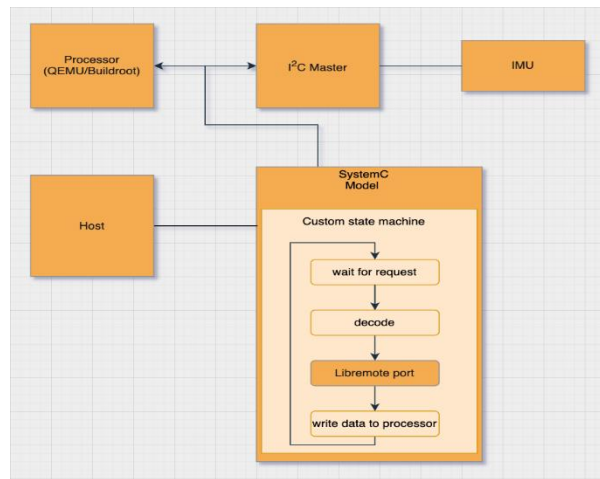 Processor
(QEMU/Buildroot)
I²C Master
IMU
Host
SystemC
Model
Custom state machine
wait for request
decode
Libremote port
write data to processor